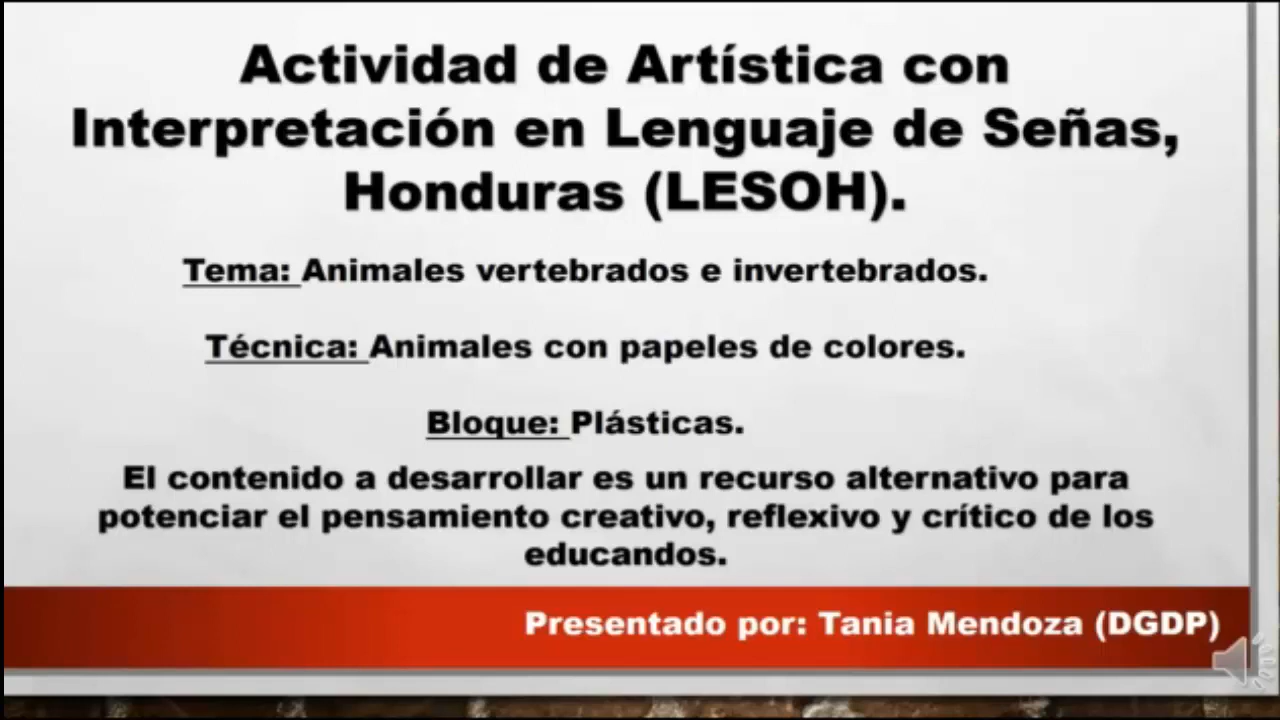 Actividad de Artística con
Interpretación en Lenguaje de Señas,
Honduras (LESOH).
Tema: Animales vertebrados e invertebrados.
Técnica: Animales con papeles de colores.
Bloque: Plásticas.
El contenido a desarrollar es un recurso alternativo para
potenciar el pensamiento creativo, reflexivo y crítico de los
educandos.
Presentado por: Tania Mendoza (DGDP)